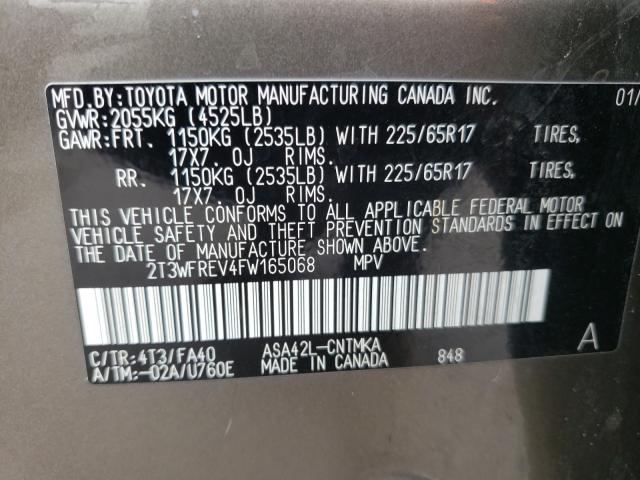 MFD.BY:TOYOTA MOTOR MANUFACTURING CANADA INC. 01/
GVWR:2055KG (4525LB)
GAWR:FRT. 1150KG (2535LB) WITH 225/65R17 TIRES,
17X7. 0J RIMS.
RR. 1150KG (2535LB) WITH 225/65R17 TIRES,
17X7. 0J RIMS.
THIS VEHICLE CONFORMS TO ALL APPLICABLE FEDERAL MOTOR
VEHICLE SAFETY AND THEFT PREVENTION STANDARDS IN EFFECT ON
THE DATE OF MANUFACTURE SHOWN ABOVE.
2T3WFREV4FW165068 MPV
A
C/TR:4T3/FA40 ASA42L-CNTMKA
A/TM:-02A/U760E MADE IN CANADA 848